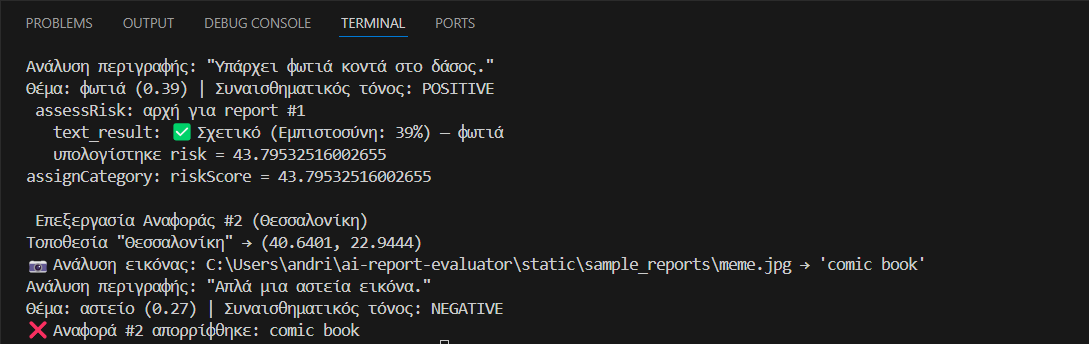 PROBLEMS OUTPUT DEBUG CONSOLE TERMINAL PORTS
Ανάλυση περιγραφής: "Υπάρχει φωτιά κοντά στο δάσος."
Θέμα: φωτιά (0.39) | Συναισθηματικός τόνος: POSITIVE
assessRisk: αρχή για report #1
text_result: ✅ Σχετικό (Εμπιστοσύνη: 39%) — φωτιά
υπολογίστηκε risk = 43.79532516002655
assignCategory: riskScore = 43.79532516002655
Επεξεργασία Αναφοράς #2 (Θεσσαλονίκη)
Τοποθεσία "Θεσσαλονίκη" → (40.6401, 22.9444)
📷 Ανάλυση εικόνας: C:\Users\andri\ai-report-evaluator\static\sample_reports\meme.jpg → 'comic book'
Ανάλυση περιγραφής: "Απλά μια αστεία εικόνα."
Θέμα: αστείο (0.27) | Συναισθηματικός τόνος: NEGATIVE
❌ Αναφορά #2 απορρίφθηκε: comic book